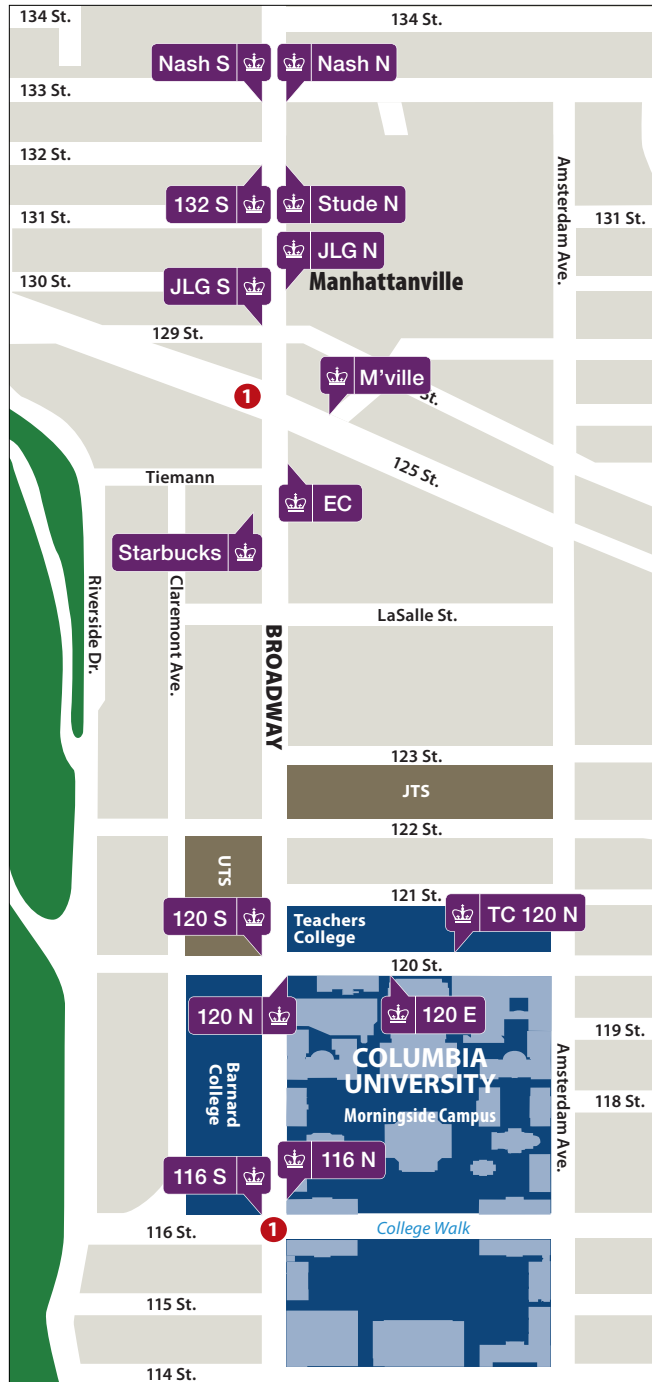 134 St.
134 St.
Nash S
Nash N
133 St.
132 St.
Amsterdam Ave.
132 S
Stude N
131 St.
131 St.
JLG N
130 St.
JLG S
Manhattanville
129 St.
M'ville
St.
1
125 St.
Tiemann
EC
Starbucks
Riverside Dr.
Claremont Ave.
LaSalle St.
BROADWAY
123 St.
JTS
122 St.
UTS
121 St.
120 S
Teachers
College
TC 120 N
120 St.
120 N
120 E
119 St.
Barnard
College
COLUMBIA
UNIVERSITY
Morningside Campus
Amsterdam Ave.
118 St.
116 S
116 N
116 St.
1
College Walk
115 St.
114 St.